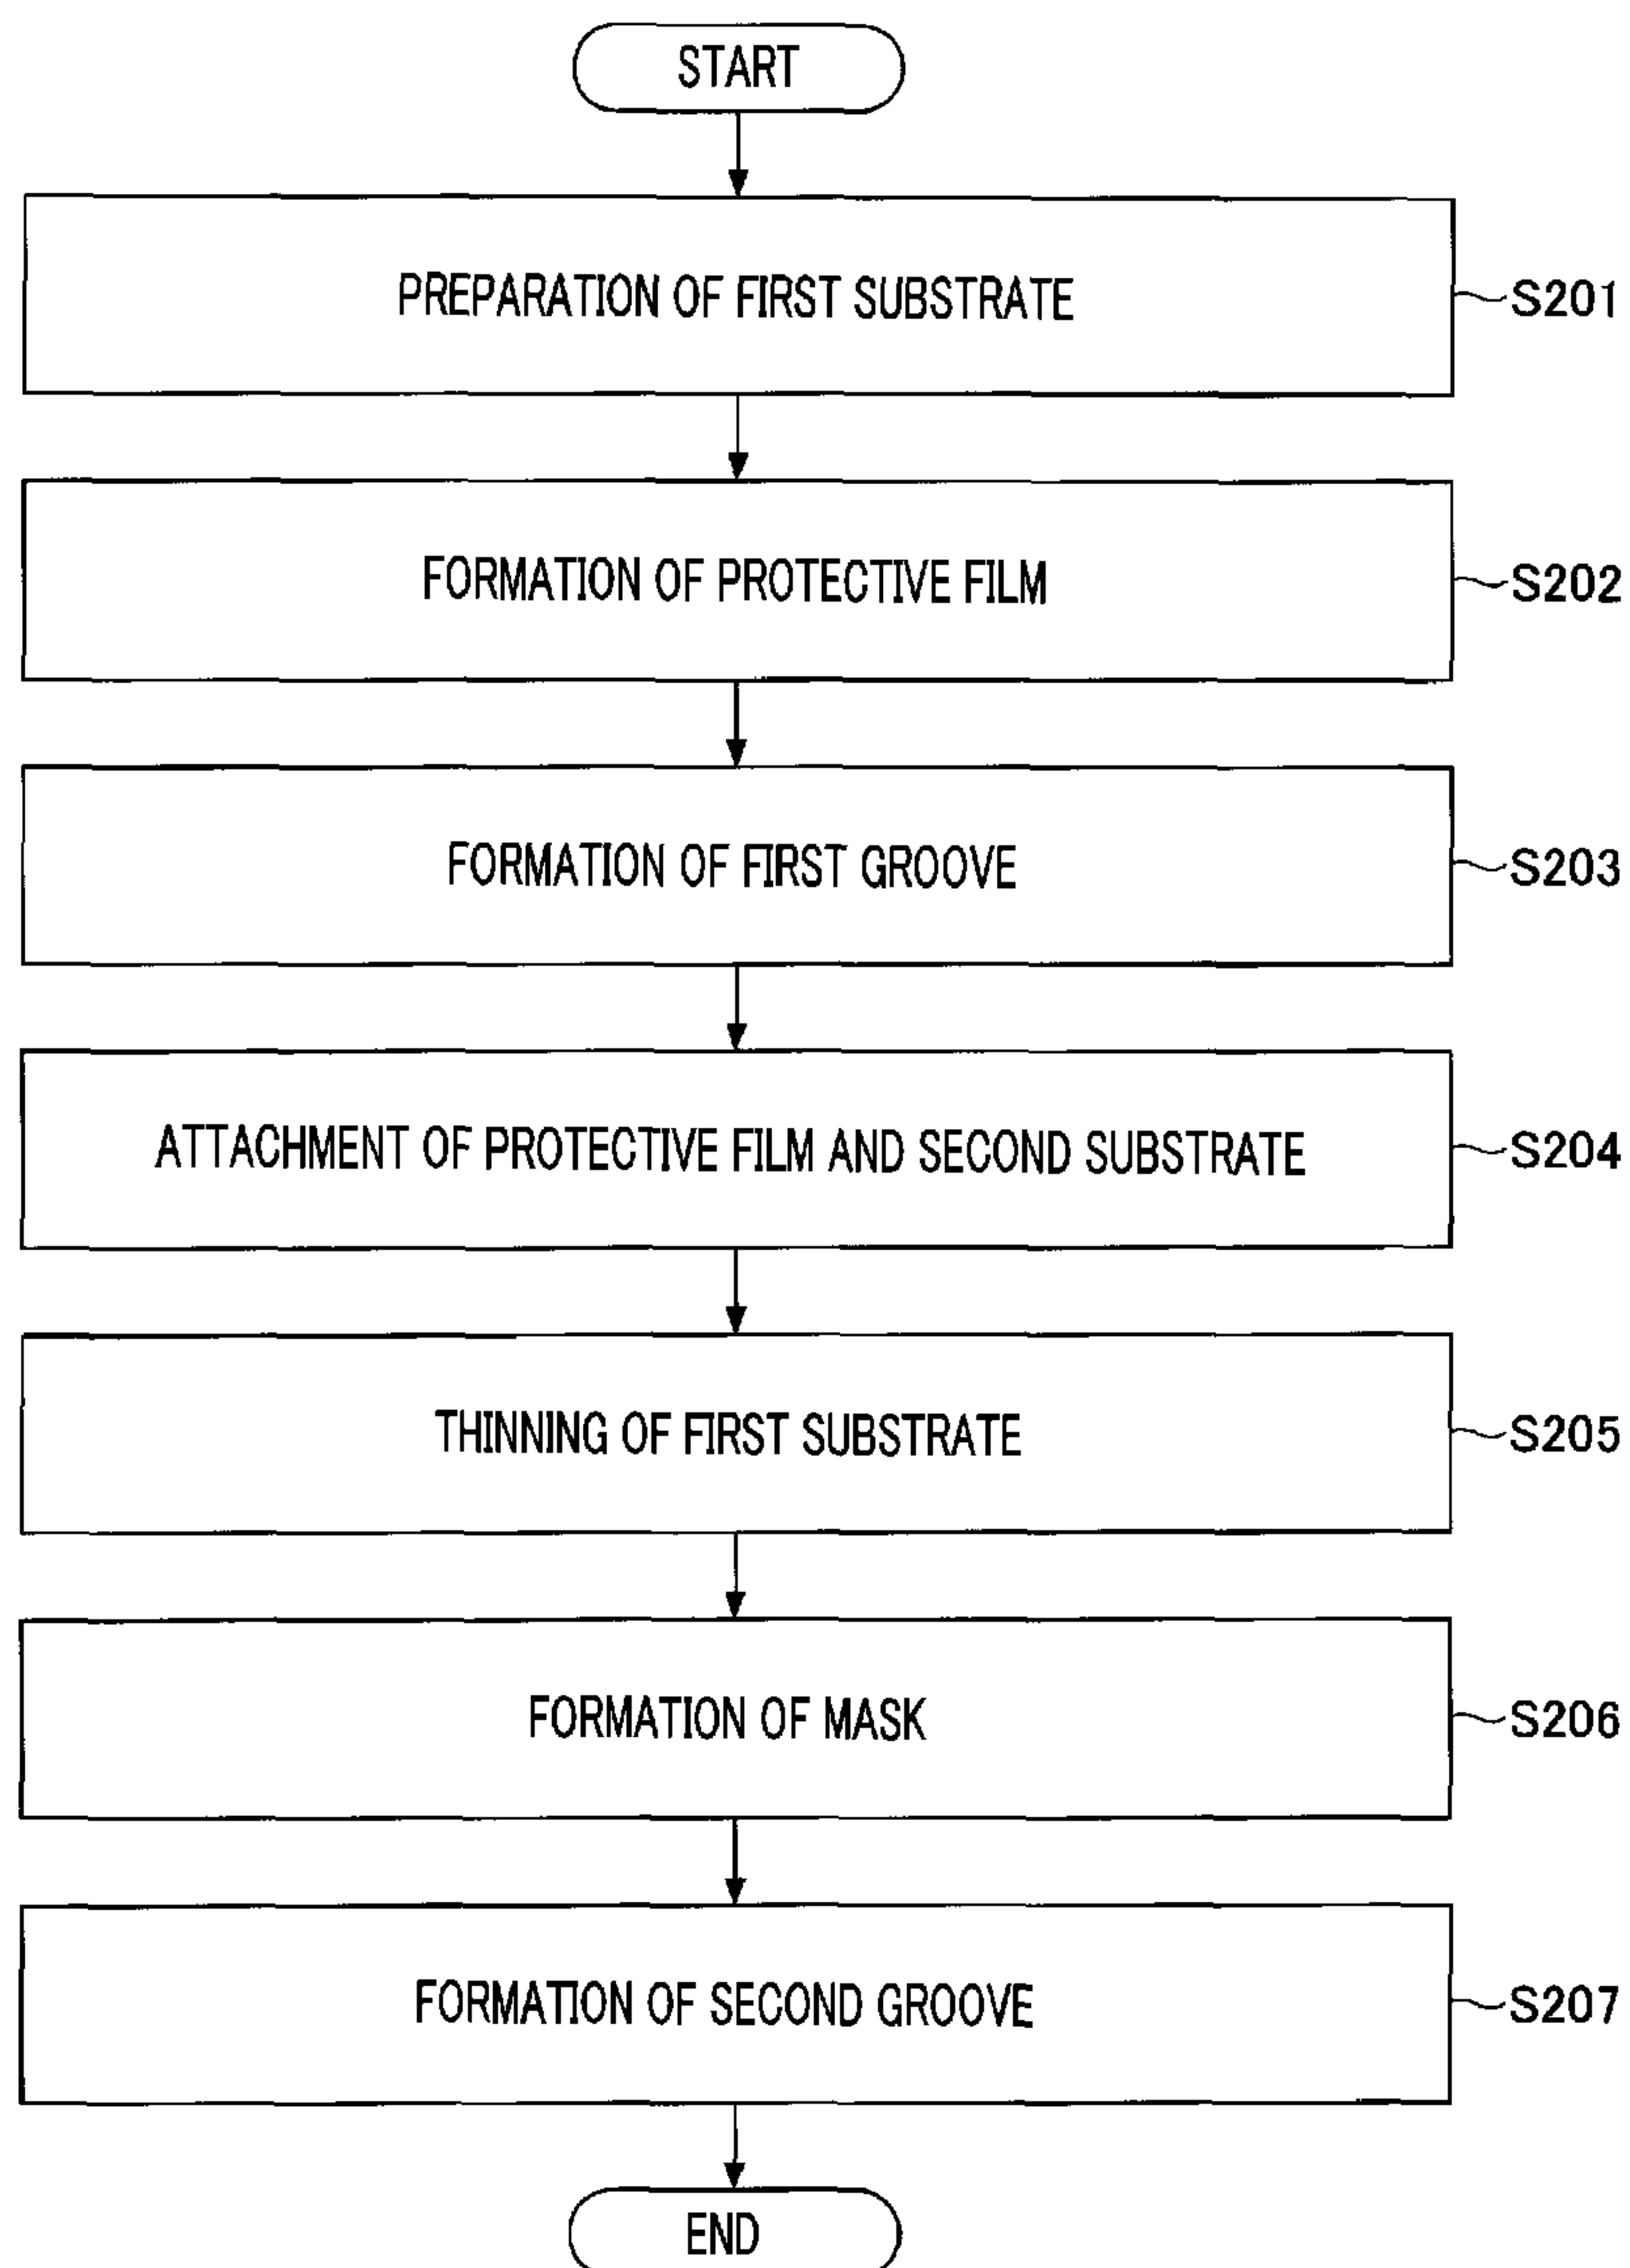 START
PREPARATION OF FIRST SUBSTRATE
S201
FORMATION OF PROTECTIVE FILM
S202
FORMATION OF FIRST GROOVE
S203
ATTACHMENT OF PROTECTIVE FILM AND SECOND SUBSTRATE
S204
THINNING OF FIRST SUBSTRATE
S205
FORMATION OF MASK
S206
FORMATION OF SECOND GROOVE
S207
END